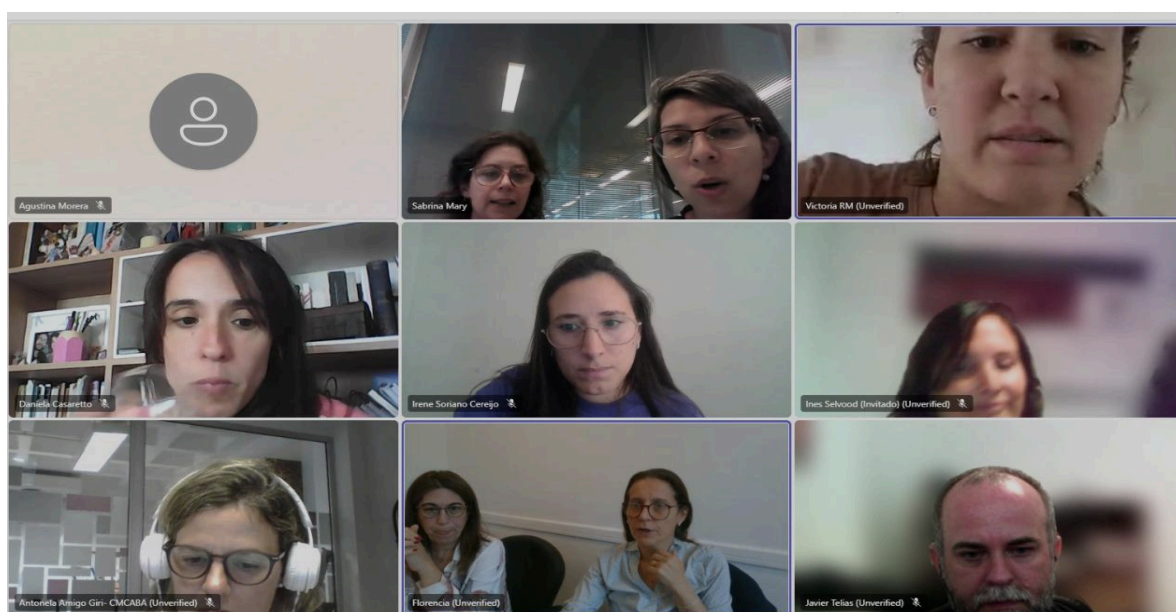 Agustina Morera
Sabrina Mary
Victoria RM (Unverified)
Daniela Casaretto
Irene Soriano Cereijo
Ines Selvood (Invitado) (Unverified)
Antonela Amigo Giri- CMCABA (Unverified)
Florencia (Unverified)
Javier Telias (Unverified)